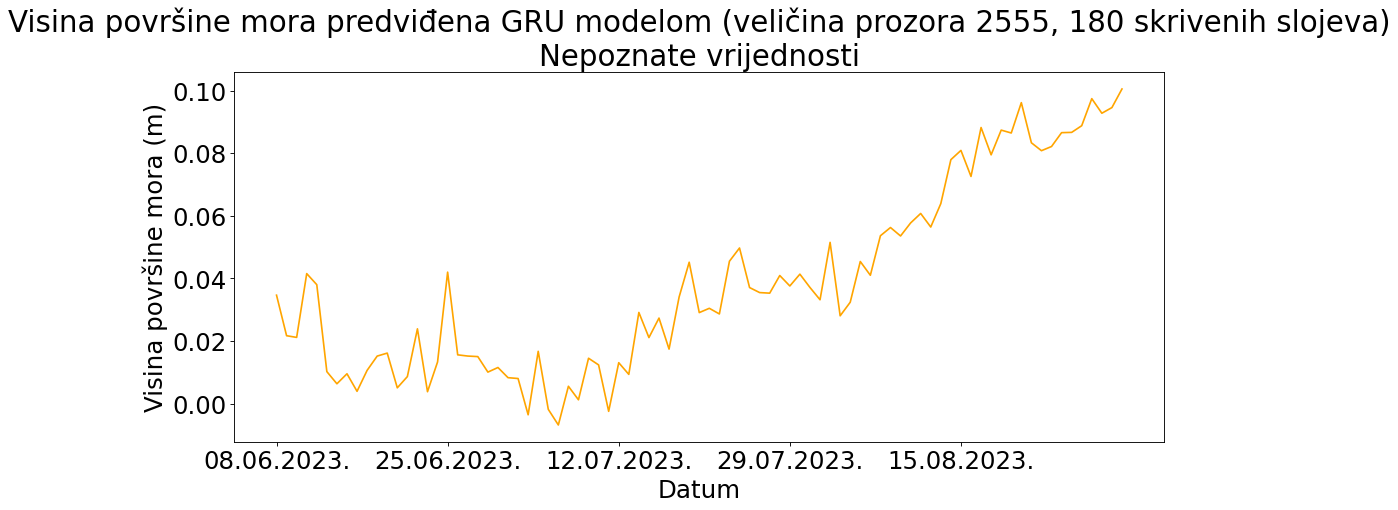 Visina površine mora predviđena GRU modelom (veličina prozora 2555, 180 skrivenih slojeva)
Nepoznate vrijednosti
Visina površine mora (m)
0.10
0.08
0.06
0.04
0.02
0.00
08.06.2023. 25.06.2023. 12.07.2023. 29.07.2023. 15.08.2023.
Datum